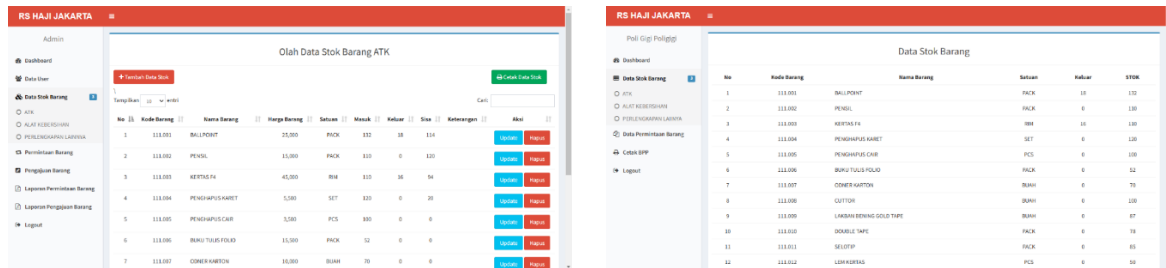 RS HAJI JAKARTA
Admin
Dashboard
Data User
Data Stok Barang
ATK
ALAT KEBERSIHAN
PERLENGKAPAN LAINNYA
Permintaan Barang
Pengajuan Barang
Laporan Permintaan Barang
Laporan Pengajuan Barang
Logout
Olah Data Stok Barang ATK
+ Tambah Data Stok
Cetak Data Stok
Tampilkan 10 entri
Cari:
No Kode Barang Nama Barang Harga Barang Satuan Masuk Keluar Sisa Keterangan Aksi
1 111.001 BALLPOINT 25,000 PACK 132 18 114 Update Hapus
2 111.002 PENSIL 15,000 PACK 110 0 120 Update Hapus
3 111.003 KERTAS F4 45,000 RIM 110 16 94 Update Hapus
4 111.004 PENGHAPUS KARET 5,500 SET 120 0 20 Update Hapus
5 111.005 PENGHAPUS CAIR 3,500 PCS 100 0 0 Update Hapus
6 111.006 BUKU TULIS FOLIO 15,500 PACK 52 0 0 Update Hapus
7 111.007 CONER KARTON 10,000 BUAH 70 0 0 Update Hapus
RS HAJI JAKARTA
Poli Gigi Poligigi
Dashboard
Data Stok Barang
ATK
ALAT KEBERSIHAN
PERLENGKAPAN LAINYA
Data Permintaan Barang
Cetak BPP
Logout
Data Stok Barang
No Kode Barang Nama Barang Satuan Keluar STOK
1 111.001 BALLPOINT PACK 18 132
2 111.002 PENSIL PACK 0 130
3 111.003 KERTAS F4 RIM 16 130
4 111.004 PENGHAPUS KARET SET 0 130
5 111.005 PENGHAPUS CAIR PCS 0 100
6 111.006 BUKU TULIS FOLIO PACK 0 52
7 111.007 CONER KARTON BUAH 0 70
8 111.008 CUTTOR BUAH 0 100
9 111.009 LAKBAN BENING GOLD TAPE BUAH 0 87
10 111.010 DOUBLE TAPE PACK 0 78
11 111.011 SELOTIP PACK 0 85
12 111.012 LEM KERTAS PCS 0 50